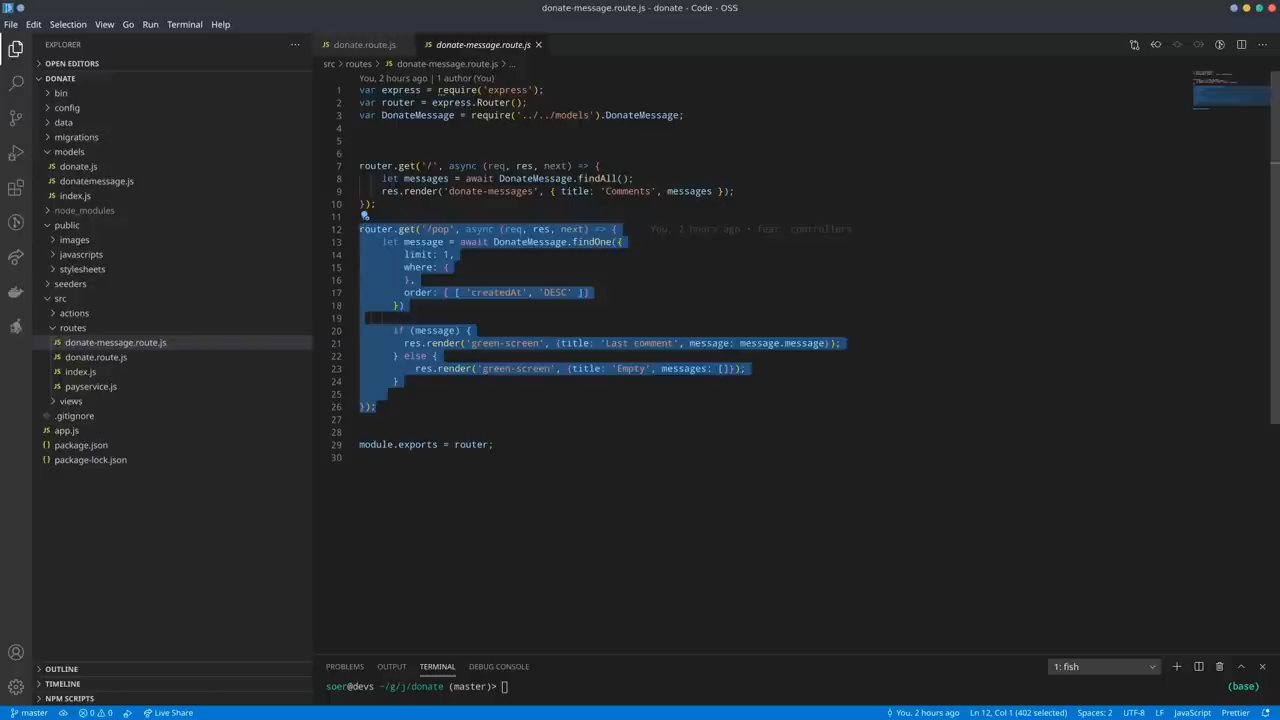 donate-message.route.js - donate - Code - OSS
File Edit Selection View Go Run Terminal Help
EXPLORER
OPEN EDITORS
DONATE
bin
config
data
migrations
models
donate.js
donatemessage.js
index.js
node_modules
public
images
javascripts
stylesheets
seeders
src
actions
routes
donate-message.route.js
donate.route.js
index.js
payservice.js
views
.gitignore
app.js
package.json
package-lock.json
OUTLINE
TIMELINE
NPM SCRIPTS
donate.route.js donate-message.route.js
src > routes > donate-message.route.js > ...
You, 2 hours ago | 1 author (You)
1 var express = require('express');
2 var router = express.Router();
3 var DonateMessage = require('../../models').DonateMessage;
4
5
6
7 router.get('/', async (req, res, next) => {
8 let messages = await DonateMessage.findAll();
9 res.render('donate-messages', { title: 'Comments', messages });
10 });
11
12 router.get('/pop', async (req, res, next) => { You, 2 hours ago • feat: controllers
13 let message = await DonateMessage.findOne({
14 limit: 1,
15 where: {
16 },
17 order: [ [ 'createdAt', 'DESC' ]]
18 })
19
20 if (message) {
21 res.render('green-screen', {title: 'Last comment', message: message.message});
22 } else {
23 res.render('green-screen', {title: 'Empty', messages: []});
24 }
25
26 });
27
28
29 module.exports = router;
30
PROBLEMS OUTPUT TERMINAL DEBUG CONSOLE 1: fish
soer@devs ~/g/j/donate (master)> (base)
master 0 0 Live Share You, 2 hours ago Ln 12, Col 1 (402 selected) Spaces: 2 UTF-8 LF JavaScript Prettier